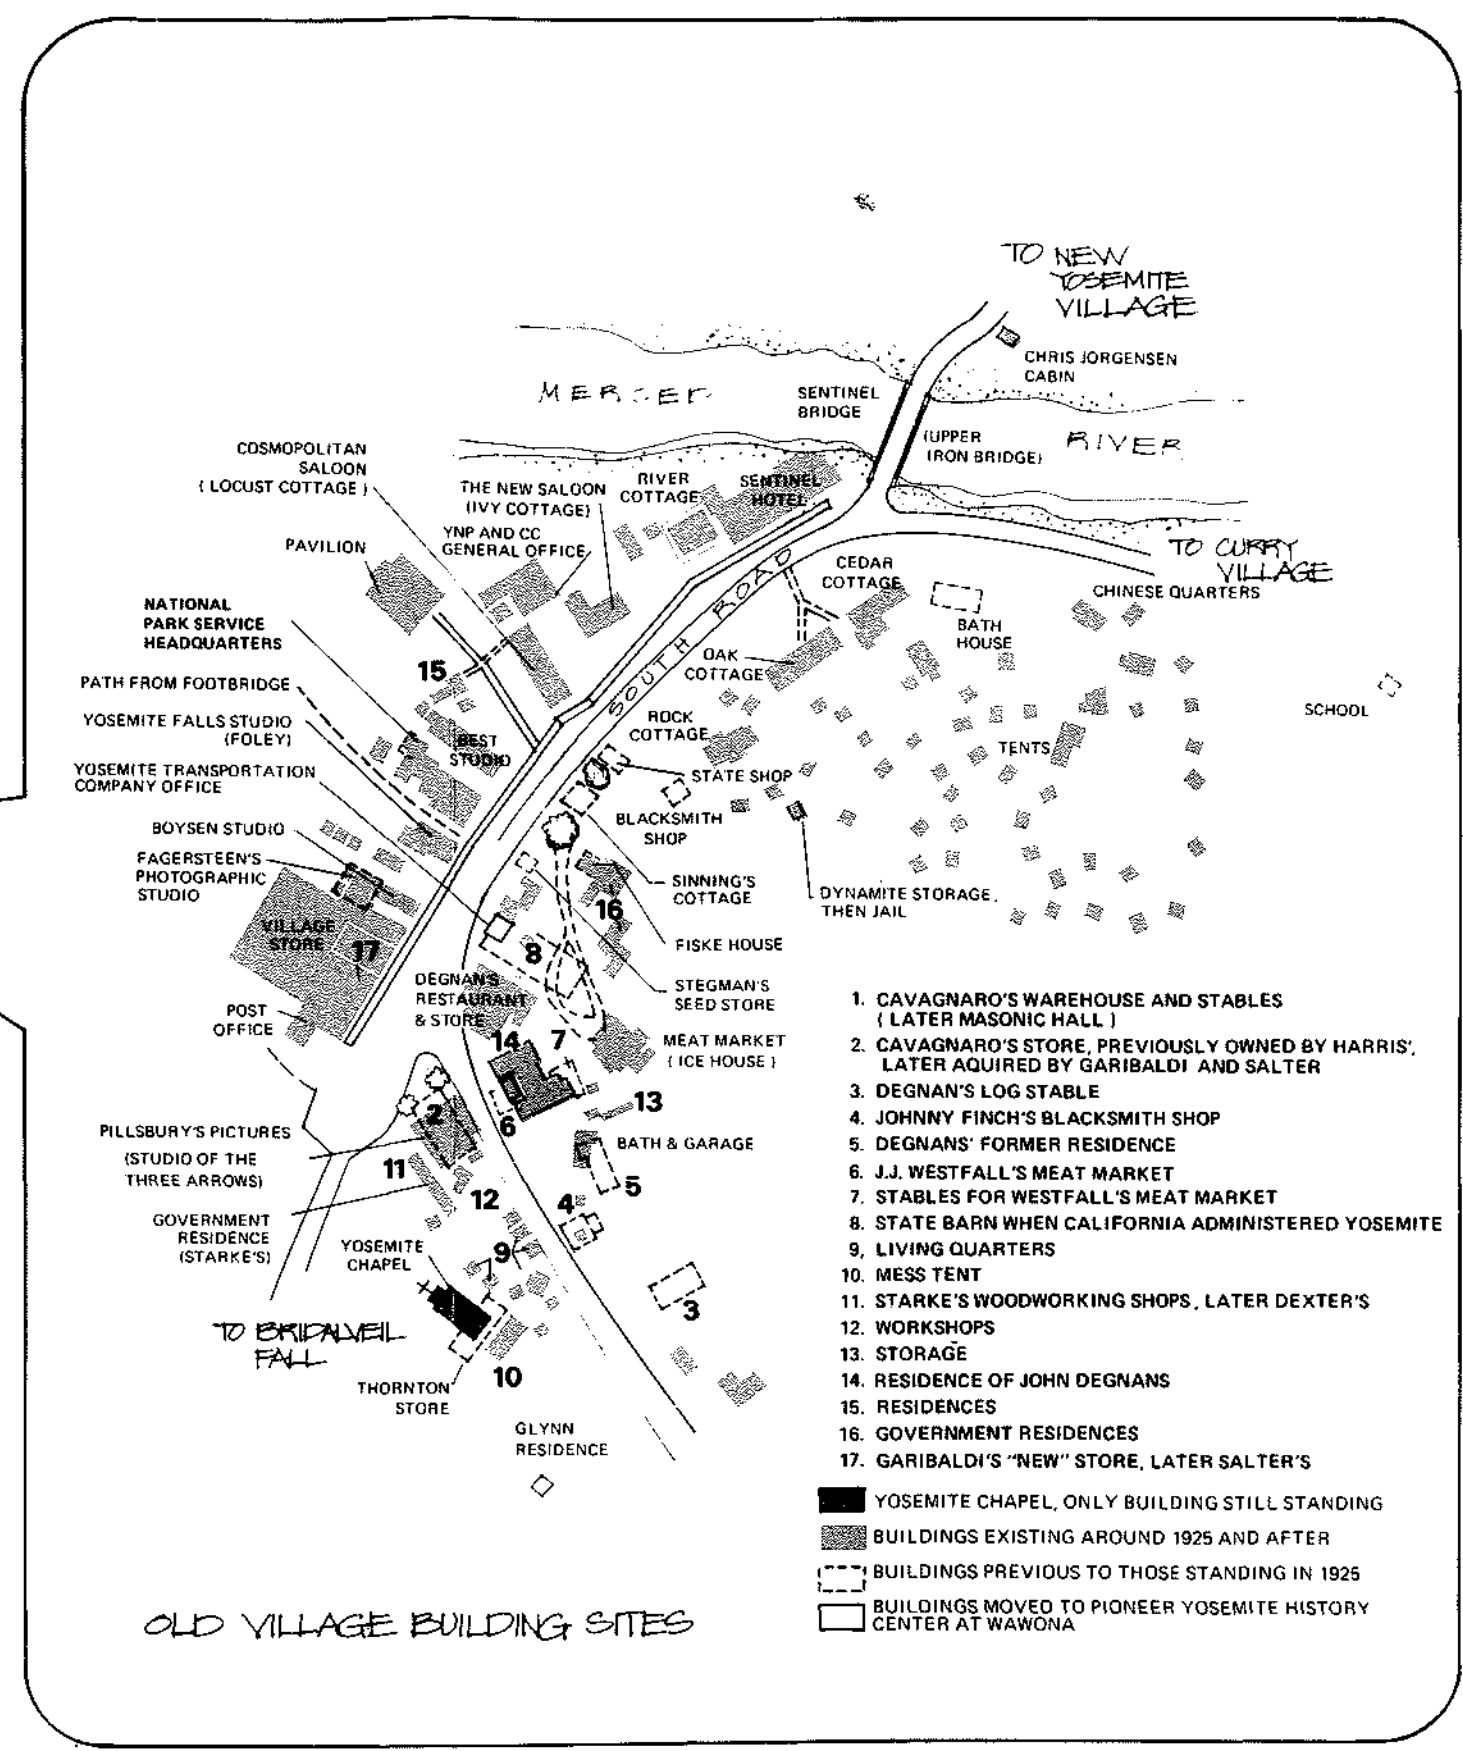 TO NEW
YOSEMITE
VILLAGE
CHRIS JORGENSEN
CABIN
MERCED
SENTINEL
BRIDGE
(UPPER
IRON BRIDGE)
RIVER
COSMOPOLITAN
SALOON
( LOCUST COTTAGE )
THE NEW SALOON
(IVY COTTAGE)
RIVER
COTTAGE
SENTINEL
HOTEL
YNP AND CC
GENERAL OFFICE
PAVILION
TO CURRY
VILLAGE
CEDAR
COTTAGE
CHINESE QUARTERS
BATH
HOUSE
NATIONAL
PARK SERVICE
HEADQUARTERS
SOUTH ROAD
OAK
COTTAGE
15
PATH FROM FOOTBRIDGE
YOSEMITE FALLS STUDIO
(FOLEY)
ROCK
COTTAGE
SCHOOL
BEST
STUDIO
TENTS
YOSEMITE TRANSPORTATION
COMPANY OFFICE
STATE SHOP
BLACKSMITH
SHOP
BOYSEN STUDIO
FAGERSTEEN'S
PHOTOGRAPHIC
STUDIO
SINNING'S
COTTAGE
DYNAMITE STORAGE,
THEN JAIL
16
VILLAGE
STORE
17
8
FISKE HOUSE
DEGNAN'S
RESTAURANT
& STORE
STEGMAN'S
SEED STORE
POST
OFFICE
14
7
MEAT MARKET
( ICE HOUSE )
2
6
13
PILLSBURY'S PICTURES
(STUDIO OF THE
THREE ARROWS)
BATH & GARAGE
11
12
5
4
GOVERNMENT
RESIDENCE
(STARKE'S)
YOSEMITE
CHAPEL
9
3
TO BRIDALVEIL
FALL
10
THORNTON
STORE
GLYNN
RESIDENCE
1. CAVAGNARO'S WAREHOUSE AND STABLES
( LATER MASONIC HALL )
2. CAVAGNARO'S STORE, PREVIOUSLY OWNED BY HARRIS',
LATER AQUIRED BY GARIBALDI AND SALTER
3. DEGNAN'S LOG STABLE
4. JOHNNY FINCH'S BLACKSMITH SHOP
5. DEGNANS' FORMER RESIDENCE
6. J.J. WESTFALL'S MEAT MARKET
7. STABLES FOR WESTFALL'S MEAT MARKET
8. STATE BARN WHEN CALIFORNIA ADMINISTERED YOSEMITE
9, LIVING QUARTERS
10. MESS TENT
11. STARKE'S WOODWORKING SHOPS, LATER DEXTER'S
12. WORKSHOPS
13. STORAGE
14. RESIDENCE OF JOHN DEGNANS
15. RESIDENCES
16. GOVERNMENT RESIDENCES
17. GARIBALDI'S "NEW" STORE, LATER SALTER'S
YOSEMITE CHAPEL, ONLY BUILDING STILL STANDING
BUILDINGS EXISTING AROUND 1925 AND AFTER
BUILDINGS PREVIOUS TO THOSE STANDING IN 1925
BUILDINGS MOVED TO PIONEER YOSEMITE HISTORY
CENTER AT WAWONA
OLD VILLAGE BUILDING SITES